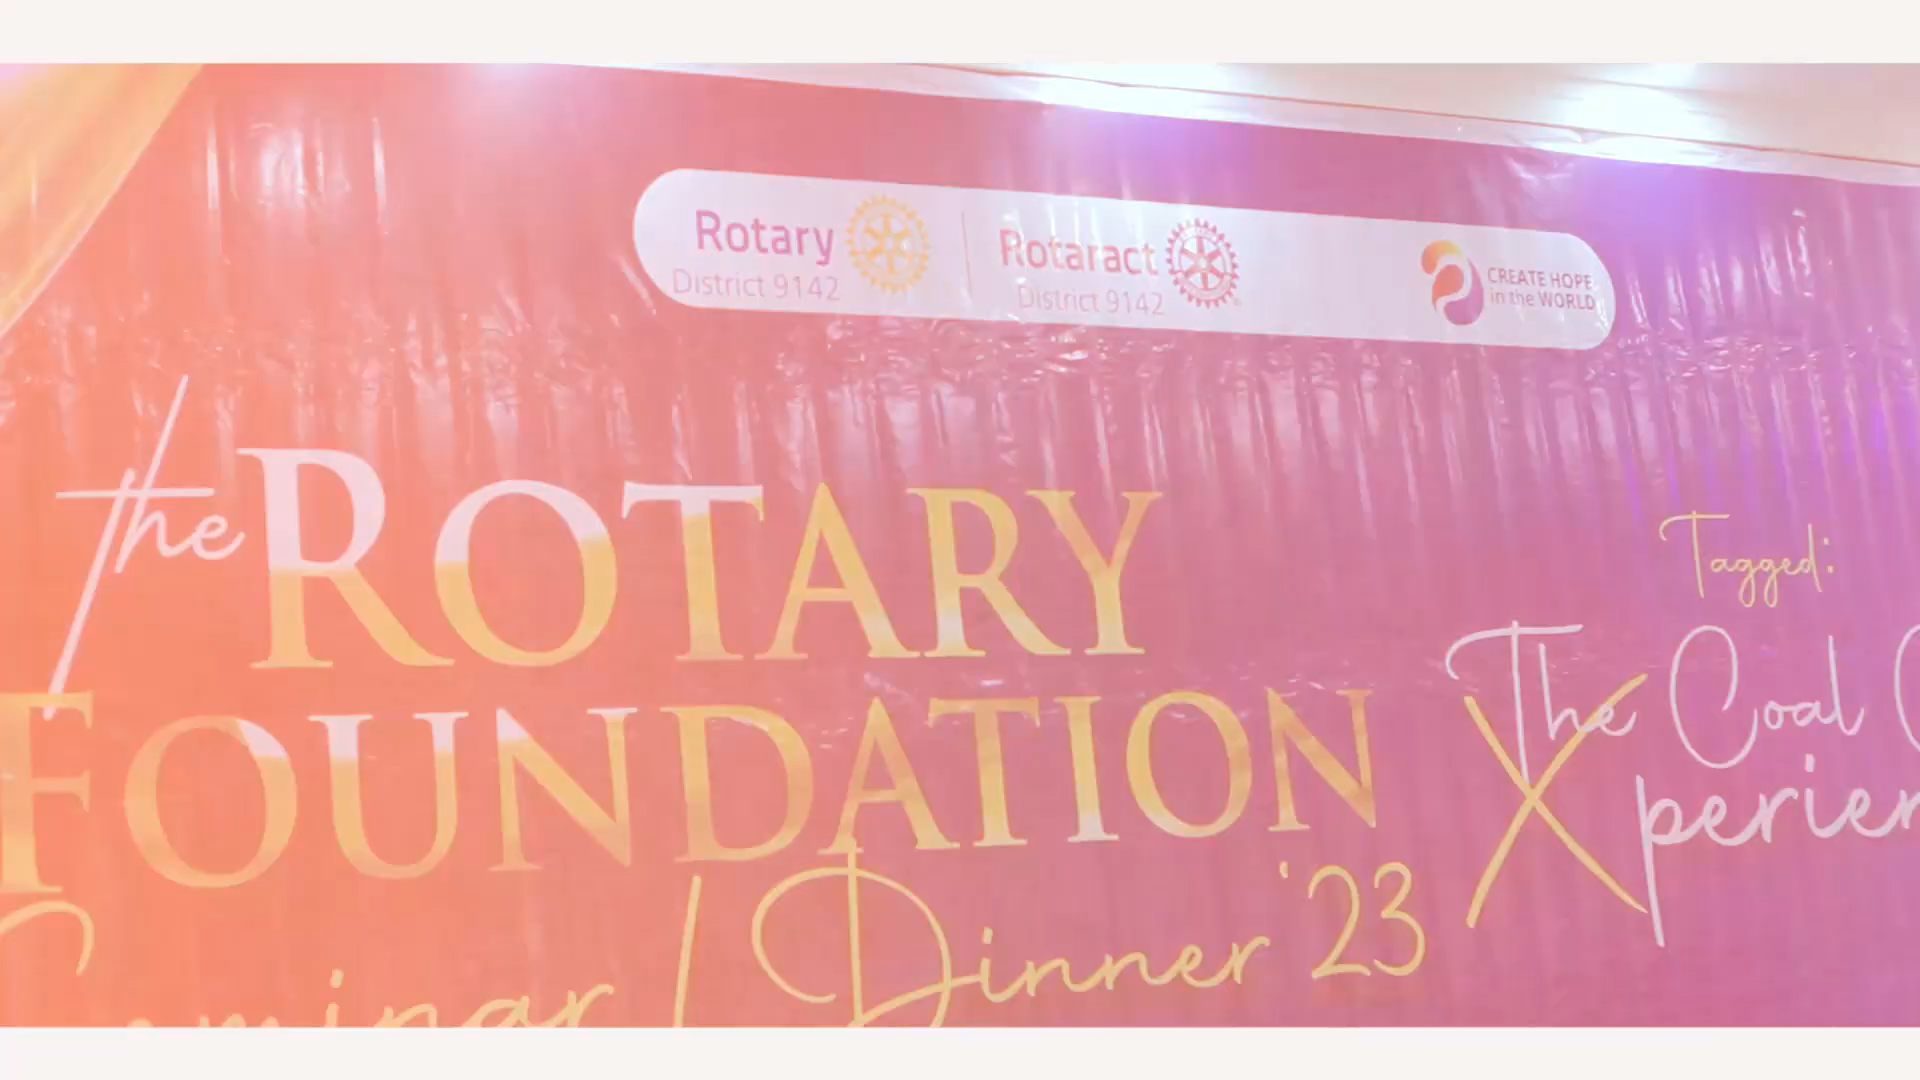 Rotary
District 9142
Rotaract
District 9142
CREATE HOPE
in the WORLD
the ROTARY
FOUNDATION
Seminar / Dinner '23
Tagged:
The Coal
Xperien